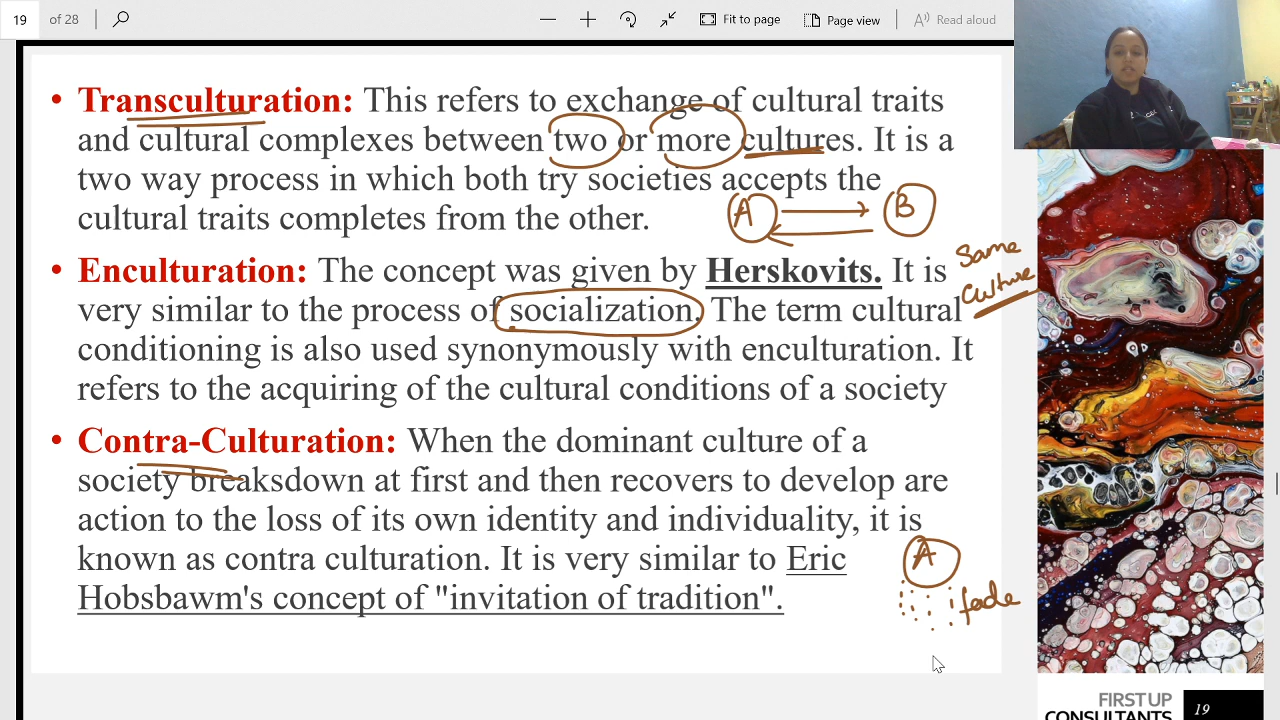 19 of 28 Fit to page Page view Read aloud
• Transculturation: This refers to exchange of cultural traits
and cultural complexes between two or more cultures. It is a
two way process in which both try societies accepts the
cultural traits completes from the other.
A B
• Enculturation: The concept was given by Herskovits. It is
very similar to the process of socialization. The term cultural
conditioning is also used synonymously with enculturation. It
refers to the acquiring of the cultural conditions of a society
Same
Culture
• Contra-Culturation: When the dominant culture of a
society breaksdown at first and then recovers to develop are
action to the loss of its own identity and individuality, it is
known as contra culturation. It is very similar to Eric
Hobsbawm's concept of "invitation of tradition".
A
fade
FIRST UP
CONSULTANTS
19